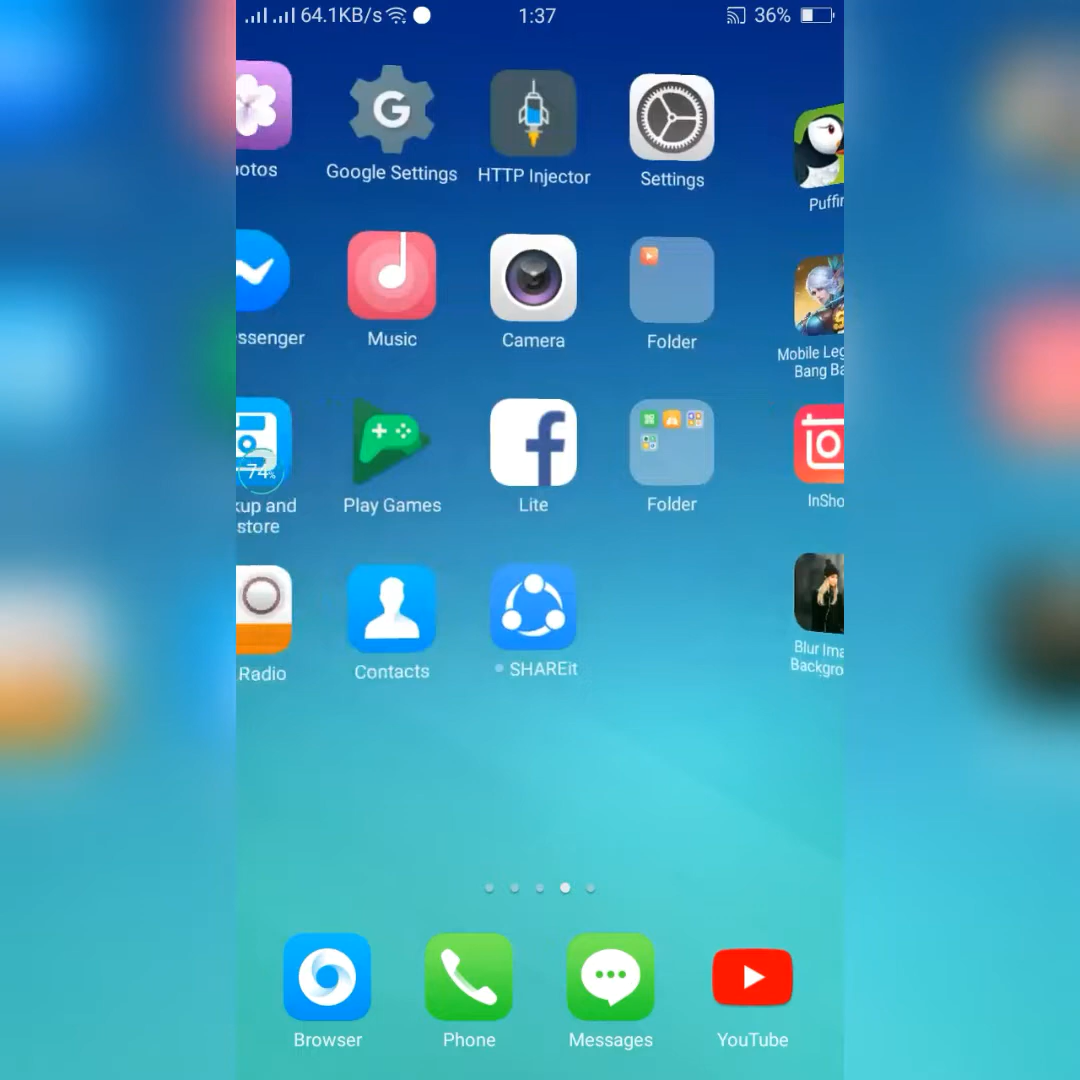 64.1KB/s
1:37
36%
otos
Google Settings
HTTP Injector
Settings
Puffin
ssenger
Music
Camera
Folder
Mobile Leg
Bang Ba
74%
kup and
store
Play Games
Lite
Folder
InSho
Radio
Contacts
SHAREit
Blur Ima
Backgro
Browser
Phone
Messages
YouTube